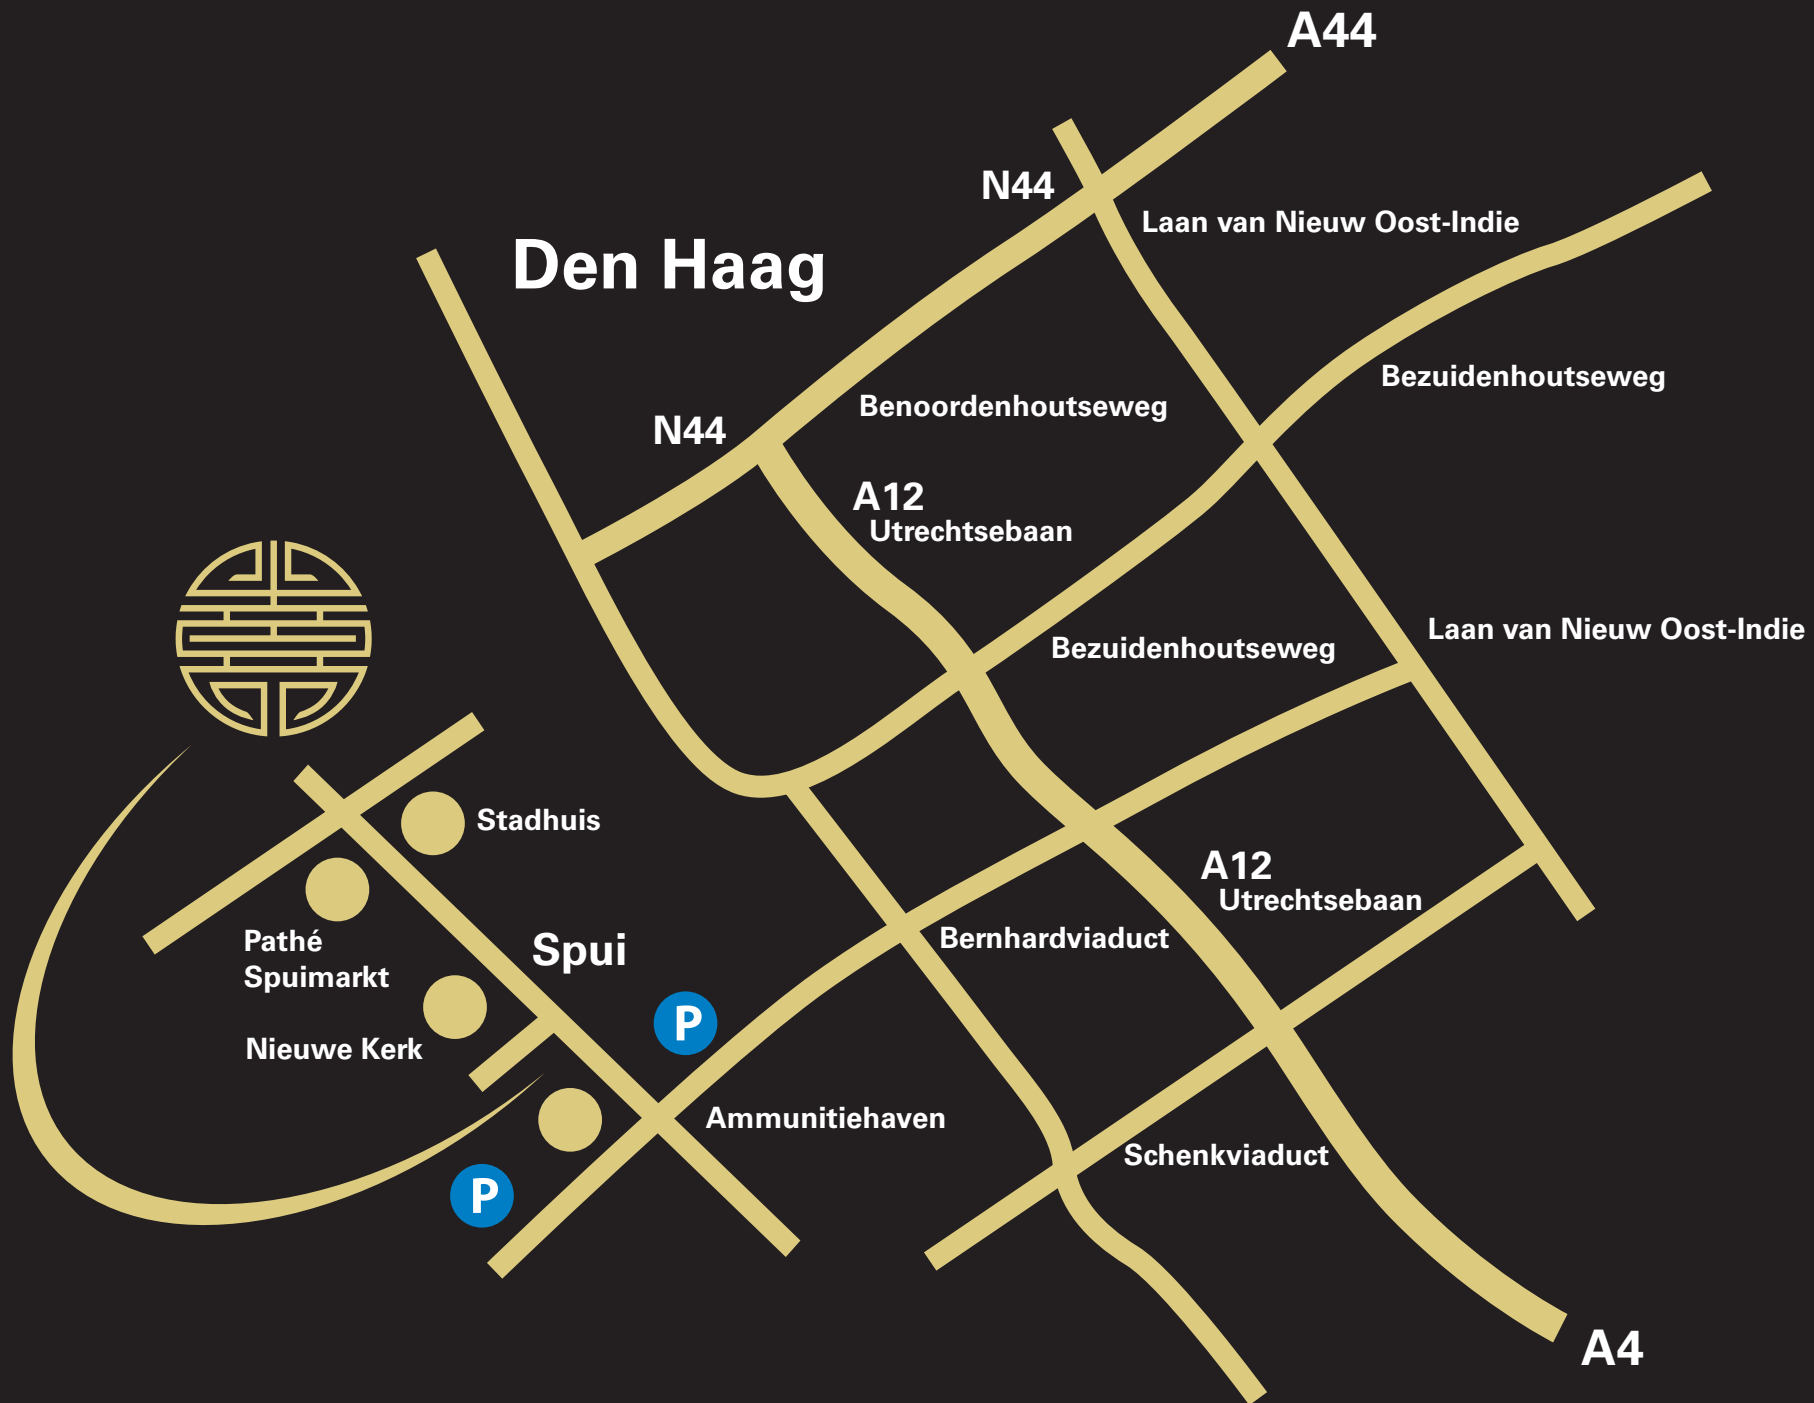 A44
N44
Laan van Nieuw Oost-Indie
Den Haag
Bezuidenhoutseweg
Benoordenhoutseweg
N44
A12
Utrechtsebaan
Laan van Nieuw Oost-Indie
Bezuidenhoutseweg
Stadhuis
A12
Utrechtsebaan
Pathé
Spuimarkt
Spui
Bernhardviaduct
P
Nieuwe Kerk
Ammunitiehaven
Schenkviaduct
P
A4